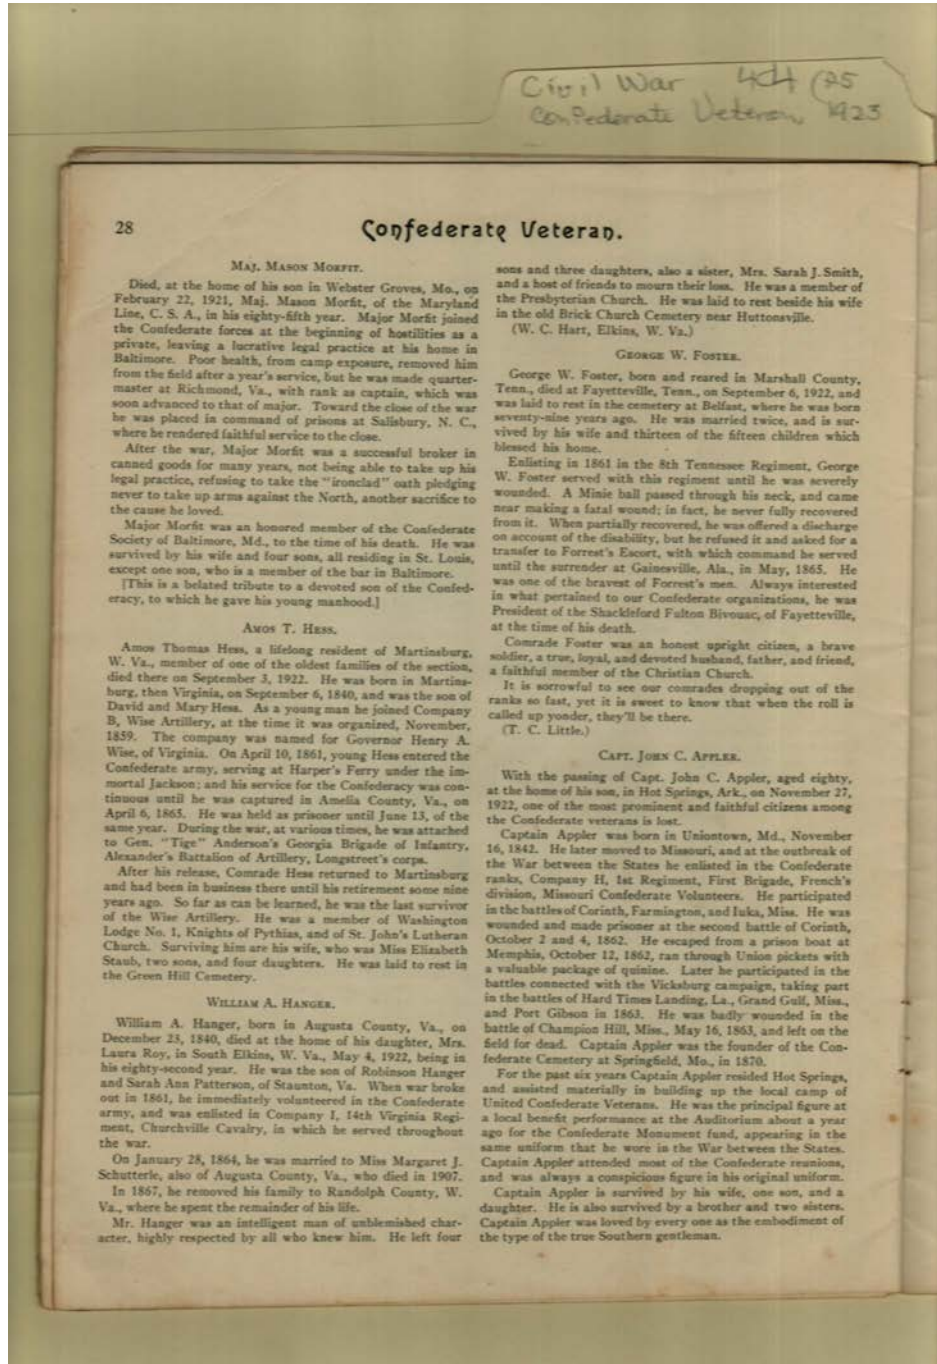 Civil War 4d4 (25
Confederate Veteran, 1923
28
Confederate Veteran.
MAJ. MASON MORFIT.
Died, at the home of his son in Webster Groves, Mo., on
February 22, 1921, Maj. Mason Morfit, of the Maryland
Line, C. S. A., in his eighty-fifth year. Major Morfit joined
the Confederate forces at the beginning of hostilities as a
private, leaving a lucrative legal practice at his home in
Baltimore. Poor health, from camp exposure, removed him
from the field after a year's service, but he was made quarter-
master at Richmond, Va., with rank as captain, which was
soon advanced to that of major. Toward the close of the war
he was placed in command of prisons at Salisbury, N. C.,
where he rendered faithful service to the close.
After the war, Major Morfit was a successful broker in
canned goods for many years, not being able to take up his
legal practice, refusing to take the "ironclad" oath pledging
never to take up arms against the North, another sacrifice to
the cause he loved.
Major Morfit was an honored member of the Confederate
Society of Baltimore, Md., to the time of his death. He was
survived by his wife and four sons, all residing in St. Louis,
except one son, who is a member of the bar in Baltimore.
[This is a belated tribute to a devoted son of the Confed-
eracy, to which he gave his young manhood.]
AMOS T. HESS.
Amos Thomas Hess, a lifelong resident of Martinsburg,
W. Va., member of one of the oldest families of the section,
died there on September 3, 1922. He was born in Martins-
burg, then Virginia, on September 6, 1840, and was the son of
David and Mary Hess. As a young man he joined Company
B, Wise Artillery, at the time it was organized, November,
1859. The company was named for Governor Henry A.
Wise, of Virginia. On April 10, 1861, young Hess entered the
Confederate army, serving at Harper's Ferry under the im-
mortal Jackson; and his service for the Confederacy was con-
tinuous until he was captured in Amelia County, Va., on
April 6, 1865. He was held as prisoner until June 13, of the
same year. During the war, at various times, he was attached
to Gen. "Tige" Anderson's Georgia Brigade of Infantry,
Alexander's Battalion of Artillery, Longstreet's corps.
After his release, Comrade Hess returned to Martinsburg
and had been in business there until his retirement some nine
years ago. So far as can be learned, he was the last survivor
of the Wise Artillery. He was a member of Washington
Lodge No. 1, Knights of Pythias, and of St. John's Lutheran
Church. Surviving him are his wife, who was Miss Elizabeth
Staub, two sons, and four daughters. He was laid to rest in
the Green Hill Cemetery.
WILLIAM A. HANGER.
William A. Hanger, born in Augusta County, Va., on
December 23, 1840, died at the home of his daughter, Mrs.
Laura Roy, in South Elkins, W. Va., May 4, 1922, being in
his eighty-second year. He was the son of Robinson Hanger
and Sarah Ann Patterson, of Staunton, Va. When war broke
out in 1861, he immediately volunteered in the Confederate
army, and was enlisted in Company I, 14th Virginia Regi-
ment, Churchville Cavalry, in which he served throughout
the war.
On January 28, 1864, he was married to Miss Margaret J.
Schutterle, also of Augusta County, Va., who died in 1907.
In 1867, he removed his family to Randolph County, W.
Va., where he spent the remainder of his life.
Mr. Hanger was an intelligent man of unblemished char-
acter, highly respected by all who knew him. He left four
sons and three daughters, also a sister, Mrs. Sarah J. Smith,
and a host of friends to mourn their loss. He was a member of
the Presbyterian Church. He was laid to rest beside his wife
in the old Brick Church Cemetery near Huttonsville.
(W. C. Hart, Elkins, W. Va.)
GEORGE W. FOSTER.
George W. Foster, born and reared in Marshall County,
Tenn., died at Fayetteville, Tenn., on September 6, 1922, and
was laid to rest in the cemetery at Belfast, where he was born
seventy-nine years ago. He was married twice, and is sur-
vived by his wife and thirteen of the fifteen children which
blessed his home.
Enlisting in 1861 in the 8th Tennessee Regiment, George
W. Foster served with this regiment until he was severely
wounded. A Minie ball passed through his neck, and came
near making a fatal wound; in fact, he never fully recovered
from it. When partially recovered, he was offered a discharge
on account of the disability, but he refused it and asked for a
transfer to Forrest's Escort, with which command he served
until the surrender at Gainesville, Ala., in May, 1865. He
was one of the bravest of Forrest's men. Always interested
in what pertained to our Confederate organizations, he was
President of the Shackleford Fulton Bivouac, of Fayetteville,
at the time of his death.
Comrade Foster was an honest upright citizen, a brave
soldier, a true, loyal, and devoted husband, father, and friend,
a faithful member of the Christian Church.
It is sorrowful to see our comrades dropping out of the
ranks so fast, yet it is sweet to know that when the roll is
called up yonder, they'll be there.
(T. C. Little.)
CAPT. JOHN C. APPLER.
With the passing of Capt. John C. Appler, aged eighty,
at the home of his son, in Hot Springs, Ark., on November 27,
1922, one of the most prominent and faithful citizens among
the Confederate veterans is lost.
Captain Appler was born in Uniontown, Md., November
16, 1842. He later moved to Missouri, and at the outbreak of
the War between the States he enlisted in the Confederate
ranks, Company H, 1st Regiment, First Brigade, French's
division, Missouri Confederate Volunteers. He participated
in the battles of Corinth, Farmington, and Iuka, Miss. He was
wounded and made prisoner at the second battle of Corinth,
October 2 and 4, 1862. He escaped from a prison boat at
Memphis, October 12, 1862, ran through Union pickets with
a valuable package of quinine. Later he participated in the
battles connected with the Vicksburg campaign, taking part
in the battles of Hard Times Landing, La., Grand Gulf, Miss.,
and Port Gibson in 1863. He was badly wounded in the
battle of Champion Hill, Miss., May 16, 1863, and left on the
field for dead. Captain Appler was the founder of the Con-
federate Cemetery at Springfield, Mo., in 1870.
For the past six years Captain Appler resided Hot Springs,
and assisted materially in building up the local camp of
United Confederate Veterans. He was the principal figure at
a local benefit performance at the Auditorium about a year
ago for the Confederate Monument fund, appearing in the
same uniform that he wore in the War between the States.
Captain Appler attended most of the Confederate reunions,
and was always a conspicious figure in his original uniform.
Captain Appler is survived by his wife, one son, and a
daughter. He is also survived by a brother and two sisters.
Captain Appler was loved by every one as the embodiment of
the type of the true Southern gentleman.